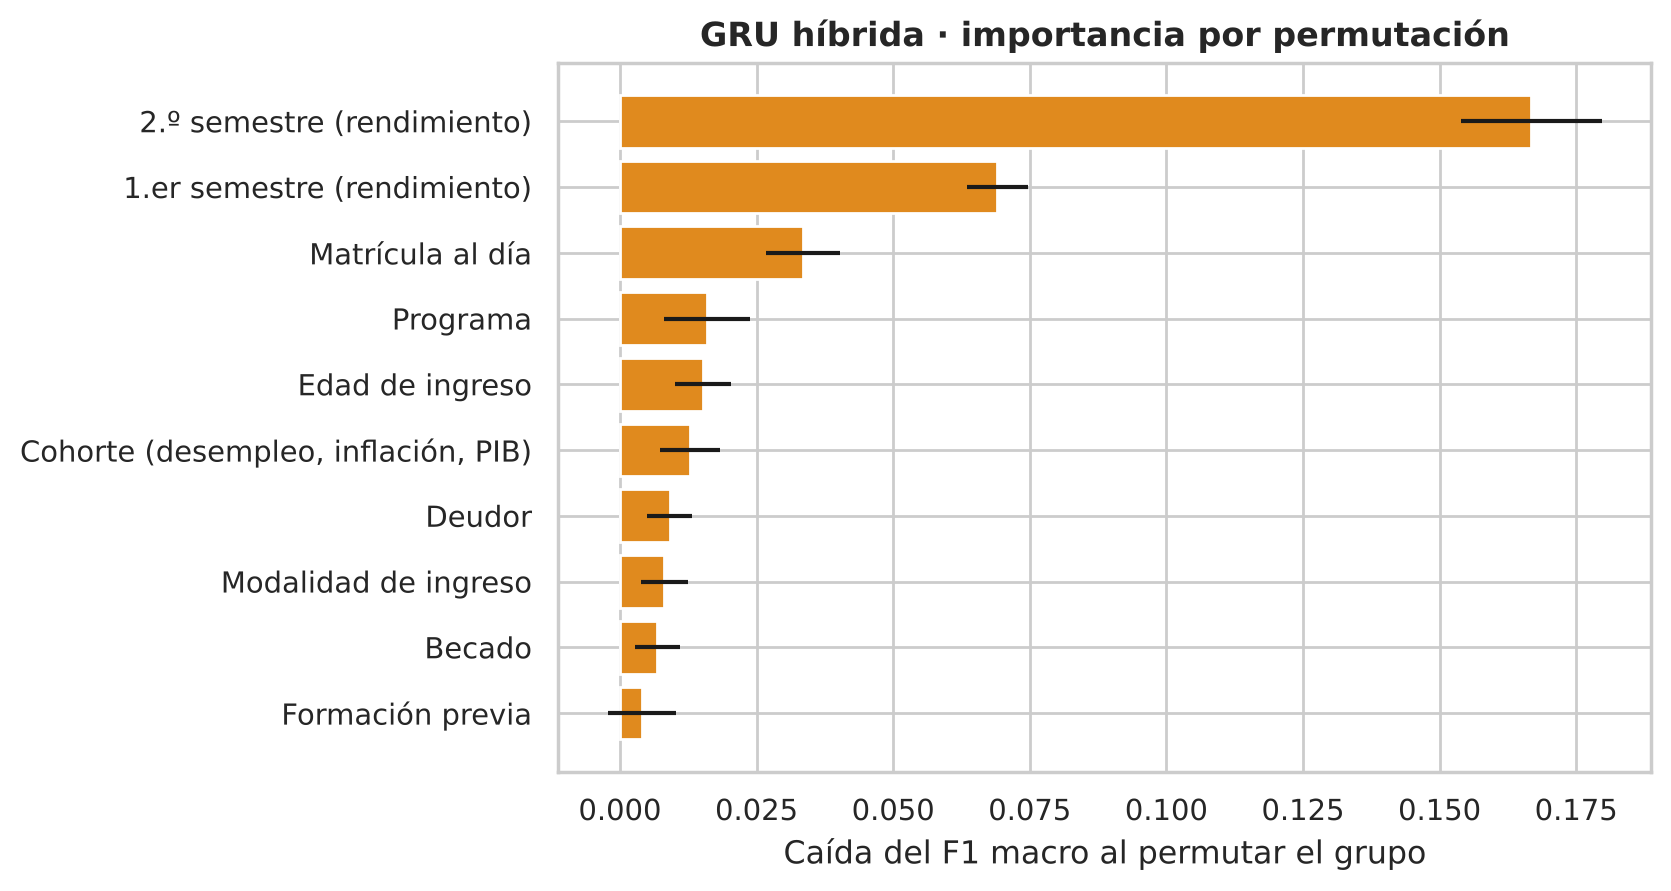 GRU híbrida · importancia por permutación
2.º semestre (rendimiento)
1.er semestre (rendimiento)
Matrícula al día
Programa
Edad de ingreso
Cohorte (desempleo, inflación, PIB)
Deudor
Modalidad de ingreso
Becado
Formación previa
0.000 0.025 0.050 0.075 0.100 0.125 0.150 0.175
Caída del F1 macro al permutar el grupo